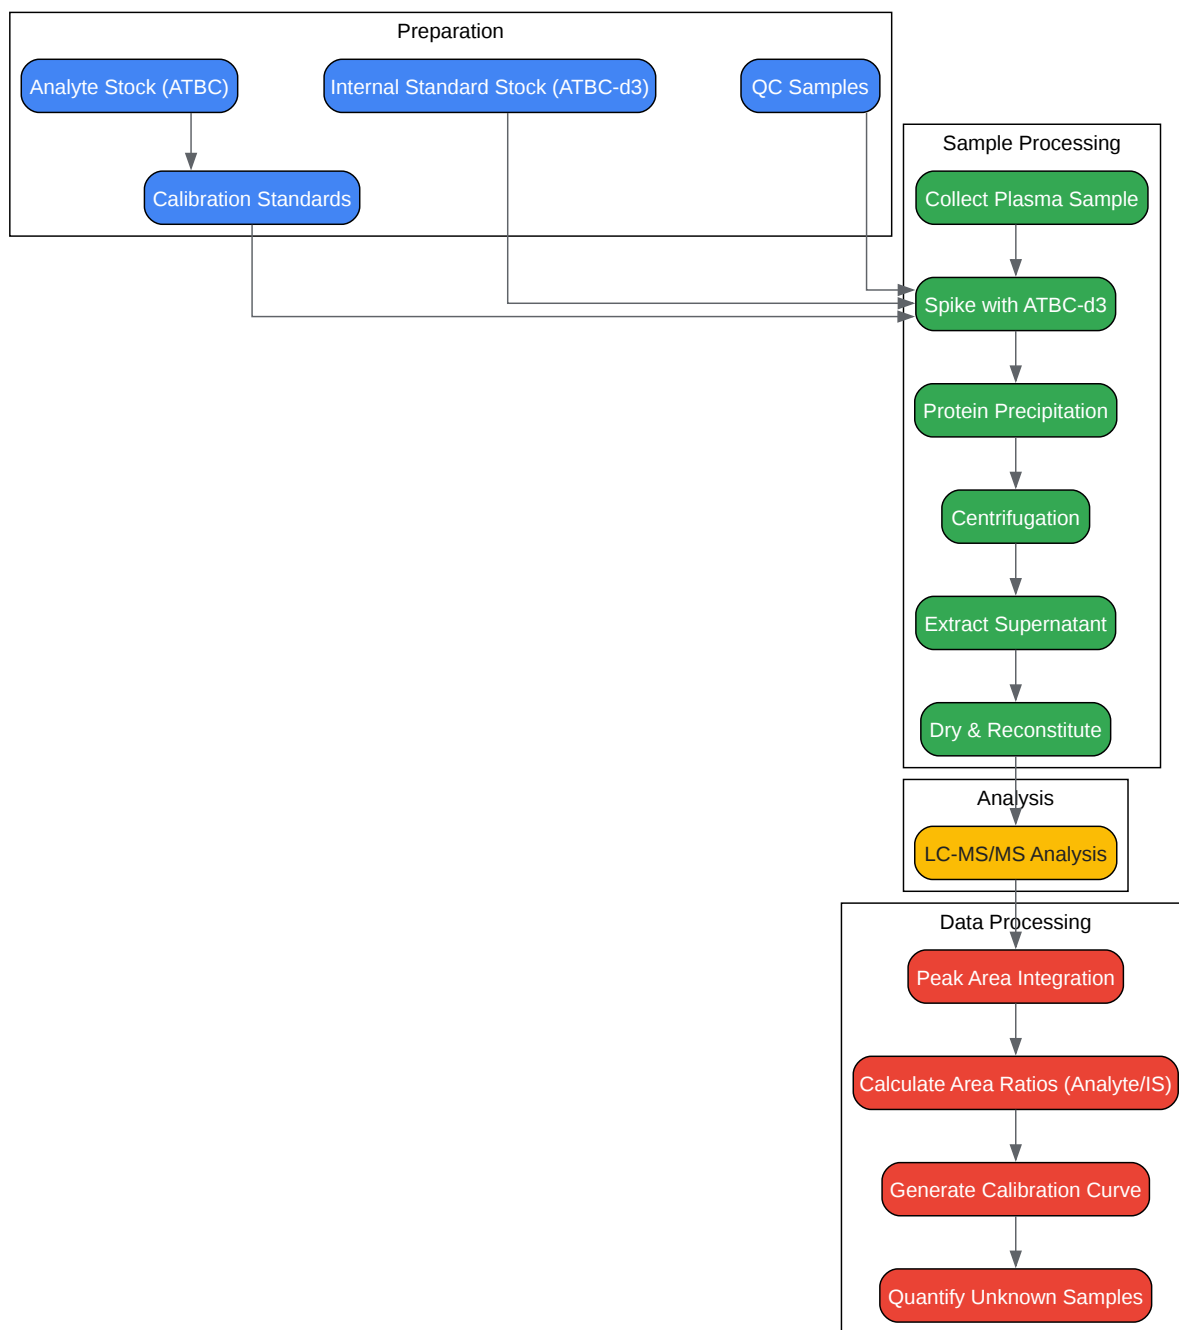 Preparation
Analyte Stock (ATBC)
Internal Standard Stock (ATBC-d3)
QC Samples
Calibration Standards
Sample Processing
Collect Plasma Sample
Spike with ATBC-d3
Protein Precipitation
Centrifugation
Extract Supernatant
Dry & Reconstitute
Analysis
LC-MS/MS Analysis
Data Processing
Peak Area Integration
Calculate Area Ratios (Analyte/IS)
Generate Calibration Curve
Quantify Unknown Samples